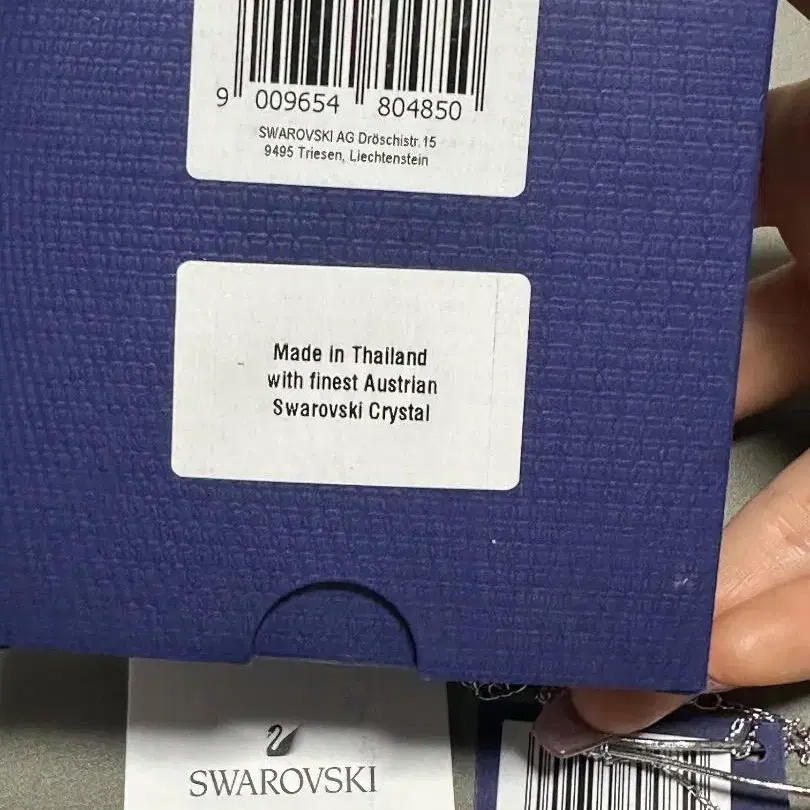 9 009654 804850
SWAROVSKI AG Dröschistr. 15
9495 Triesen, Liechtenstein
Made in Thailand
with finest Austrian
Swarovski Crystal
SWAROVSKI